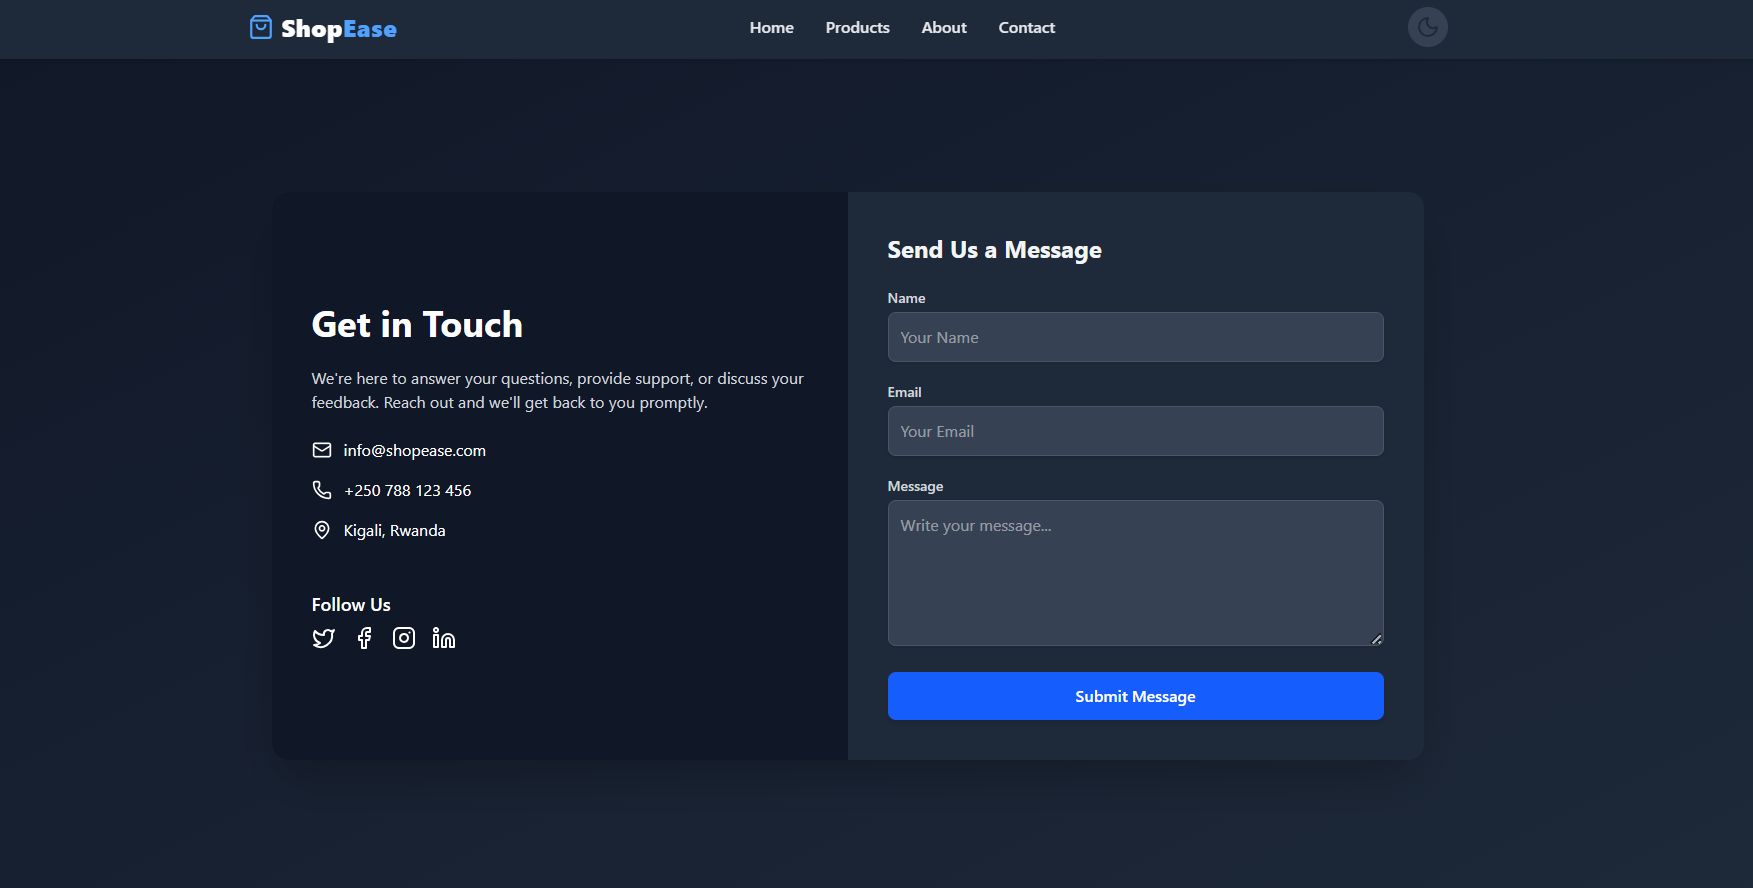 ShopEase
Home
Products
About
Contact
Get in Touch
We're here to answer your questions, provide support, or discuss your
feedback. Reach out and we'll get back to you promptly.
info@shopease.com
+250 788 123 456
Kigali, Rwanda
Follow Us
Send Us a Message
Name
Your Name
Email
Your Email
Message
Write your message...
Submit Message